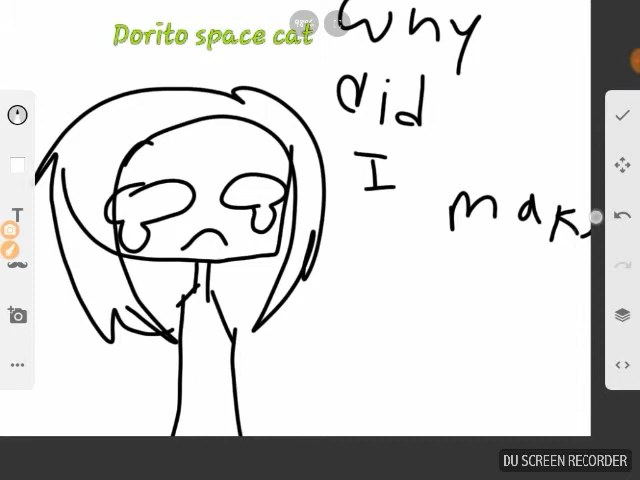 Dorito space cat
Why
did
I
mak
T
DU SCREEN RECORDER